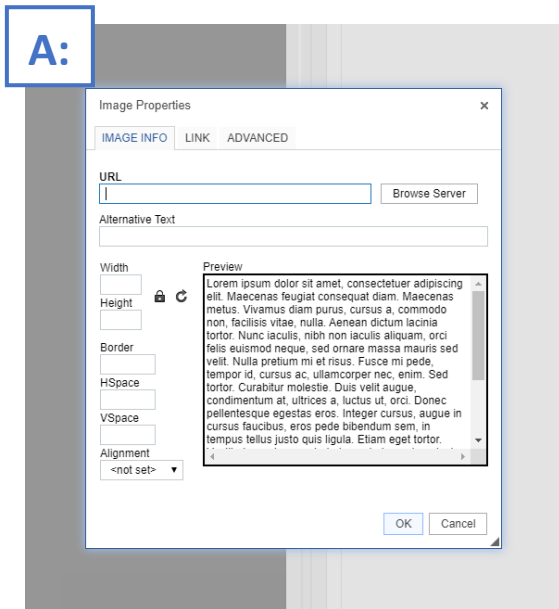 A:
Image Properties ×
IMAGE INFO LINK ADVANCED
URL
Browse Server
Alternative Text
Width
Height
Border
HSpace
VSpace
Alignment
<not set>
Preview
Lorem ipsum dolor sit amet, consectetuer adipiscing
elit. Maecenas feugiat consequat diam. Maecenas
metus. Vivamus diam purus, cursus a, commodo
non, facilisis vitae, nulla. Aenean dictum lacinia
tortor. Nunc iaculis, nibh non iaculis aliquam, orci
felis euismod neque, sed ornare massa mauris sed
velit. Nulla pretium mi et risus. Fusce mi pede,
tempor id, cursus ac, ullamcorper nec, enim. Sed
tortor. Curabitur molestie. Duis velit augue,
condimentum at, ultrices a, luctus ut, orci. Donec
pellentesque egestas eros. Integer cursus, augue in
cursus faucibus, eros pede bibendum sem, in
tempus tellus justo quis ligula. Etiam eget tortor.
OK Cancel